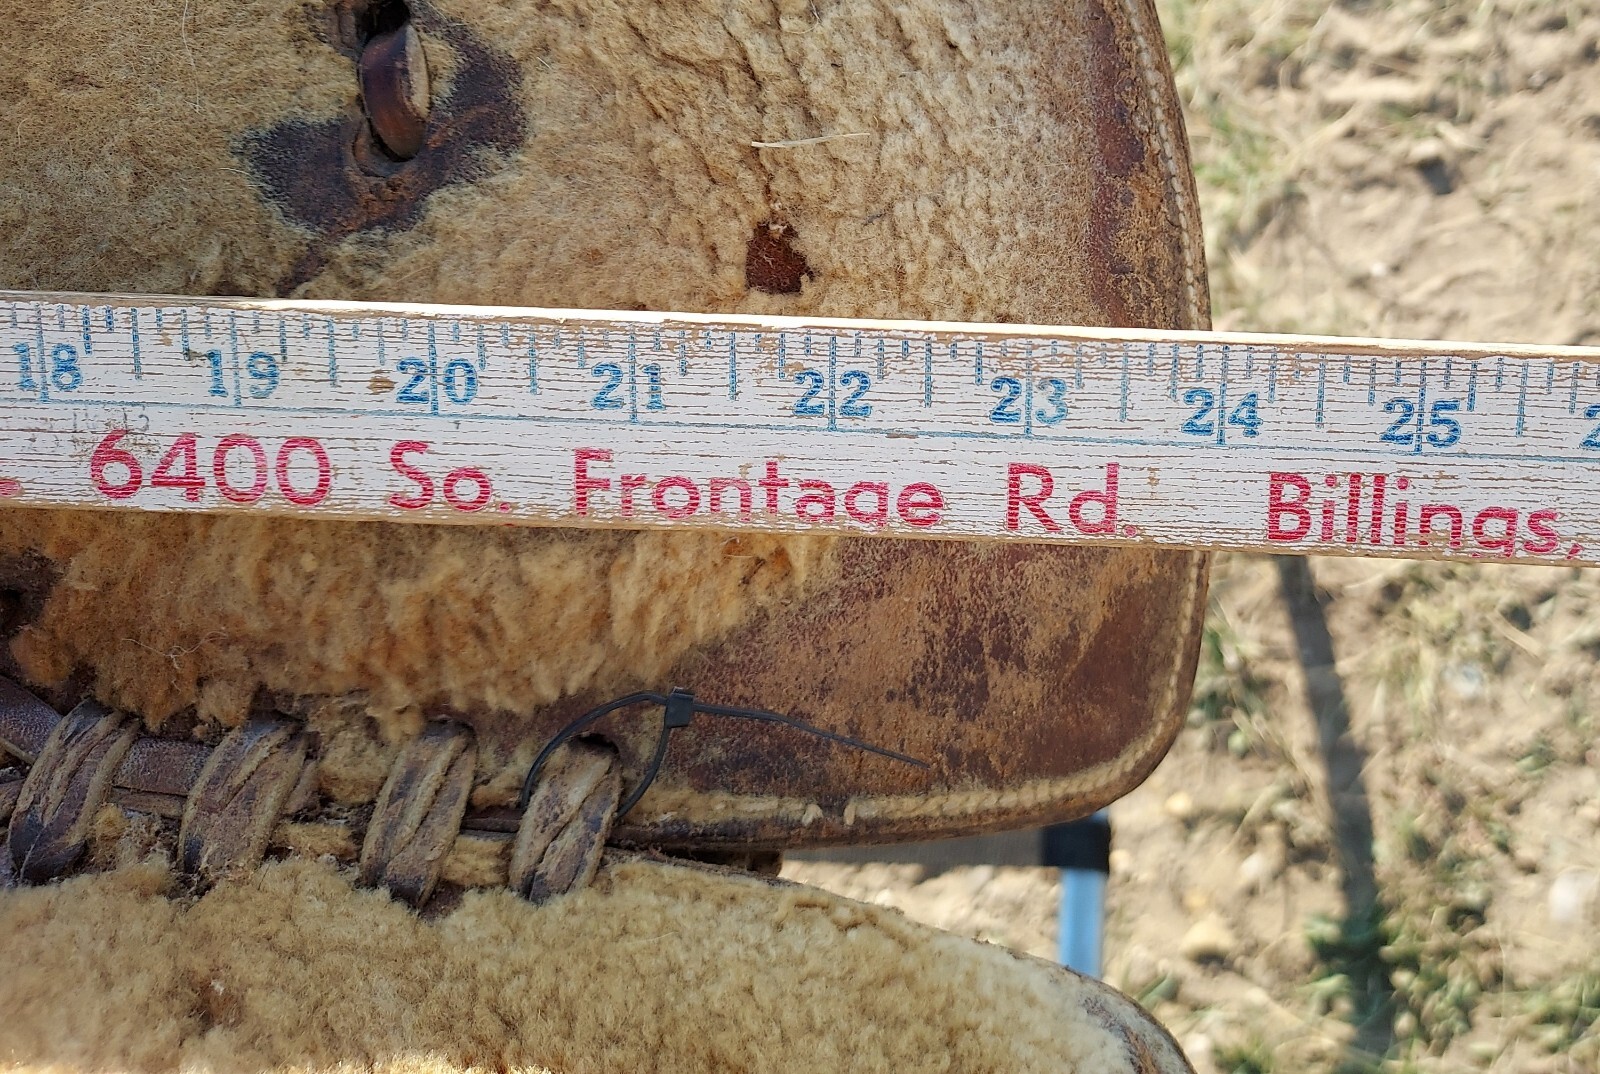 18 19 20 21 22 23 24 25
6400 So. Frontage Rd. Billings,